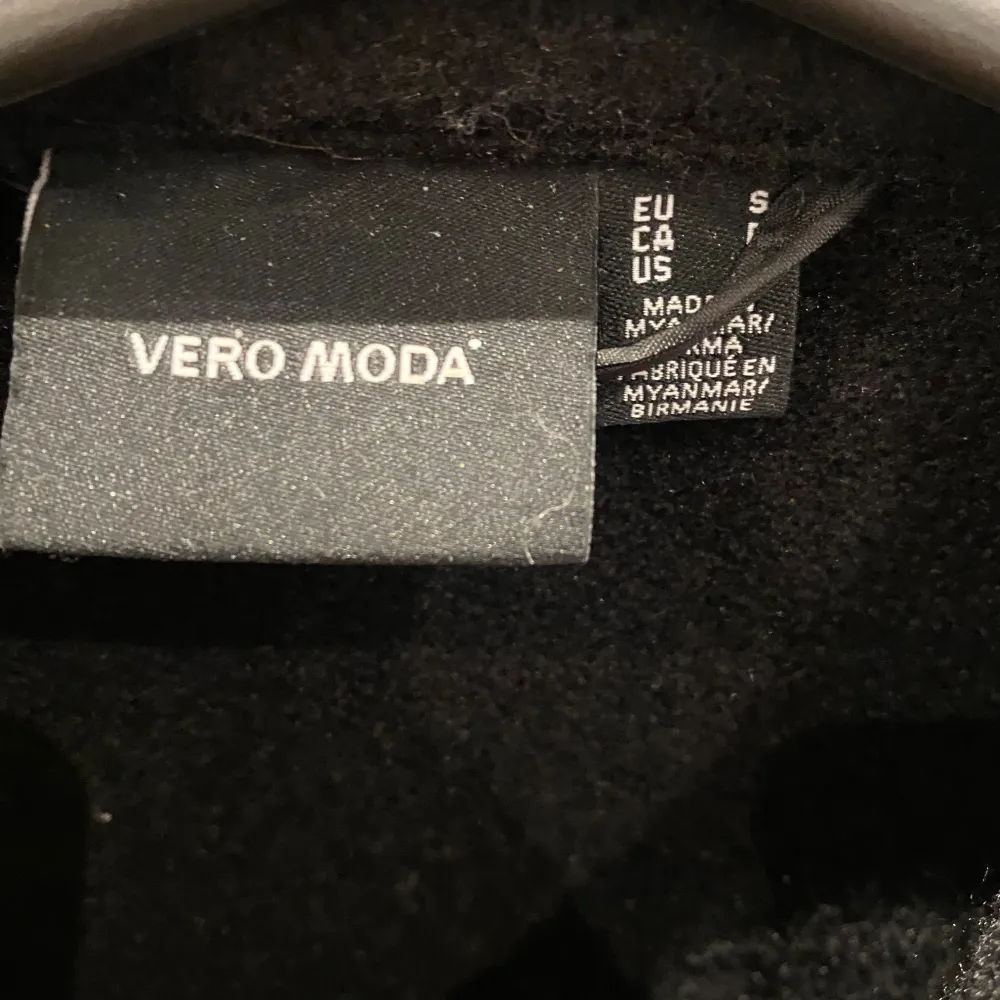 VERO MODA
EU S
CA
US
MADE
MYANMAR/
FABRIQUÉ EN
MYANMAR/
BIRMANIE